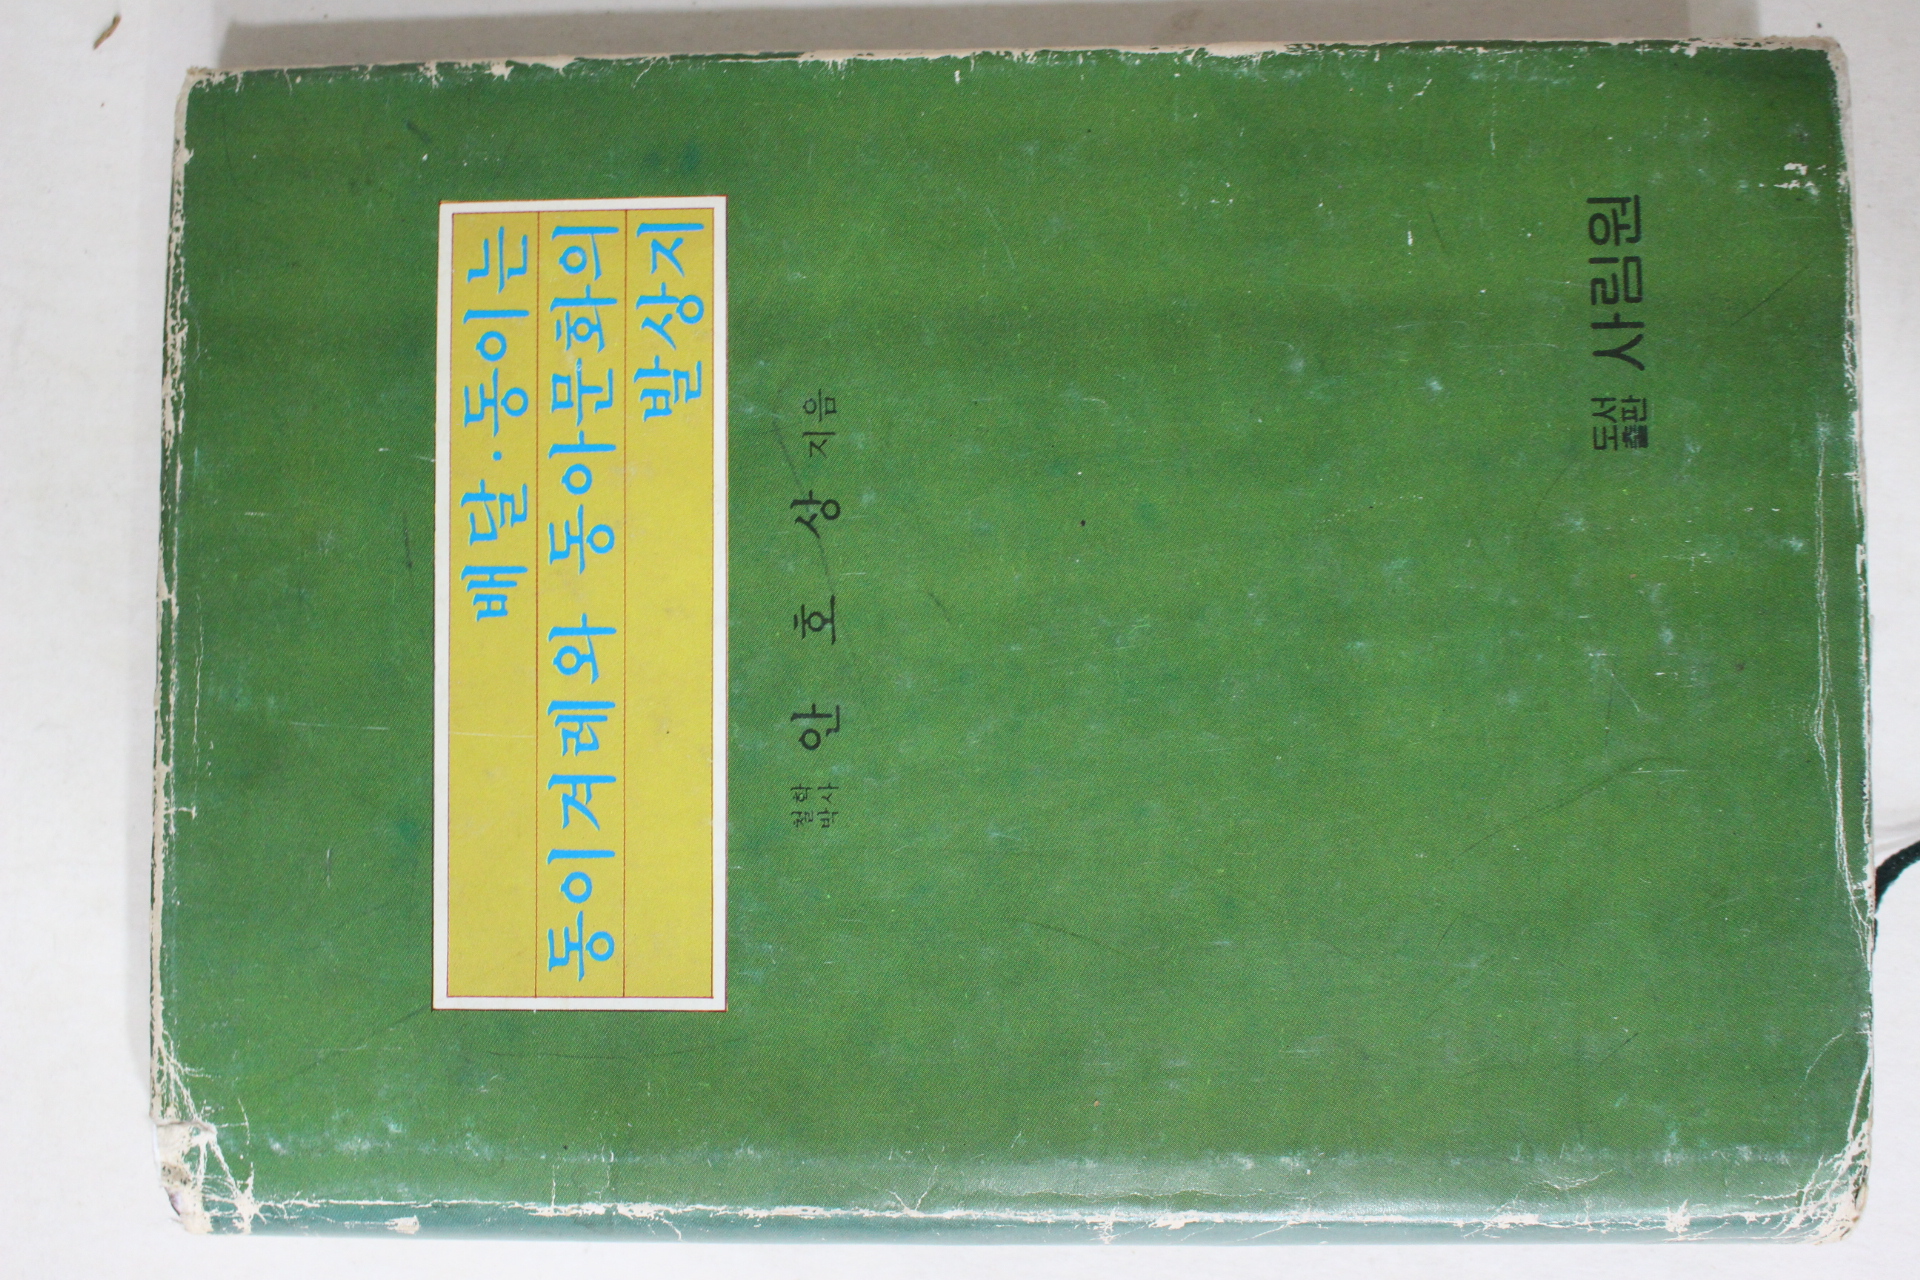 배달·동이는
동이겨레와 동아문화의
발상지
철학
박사 안호상 지음
도서
출판 사림원